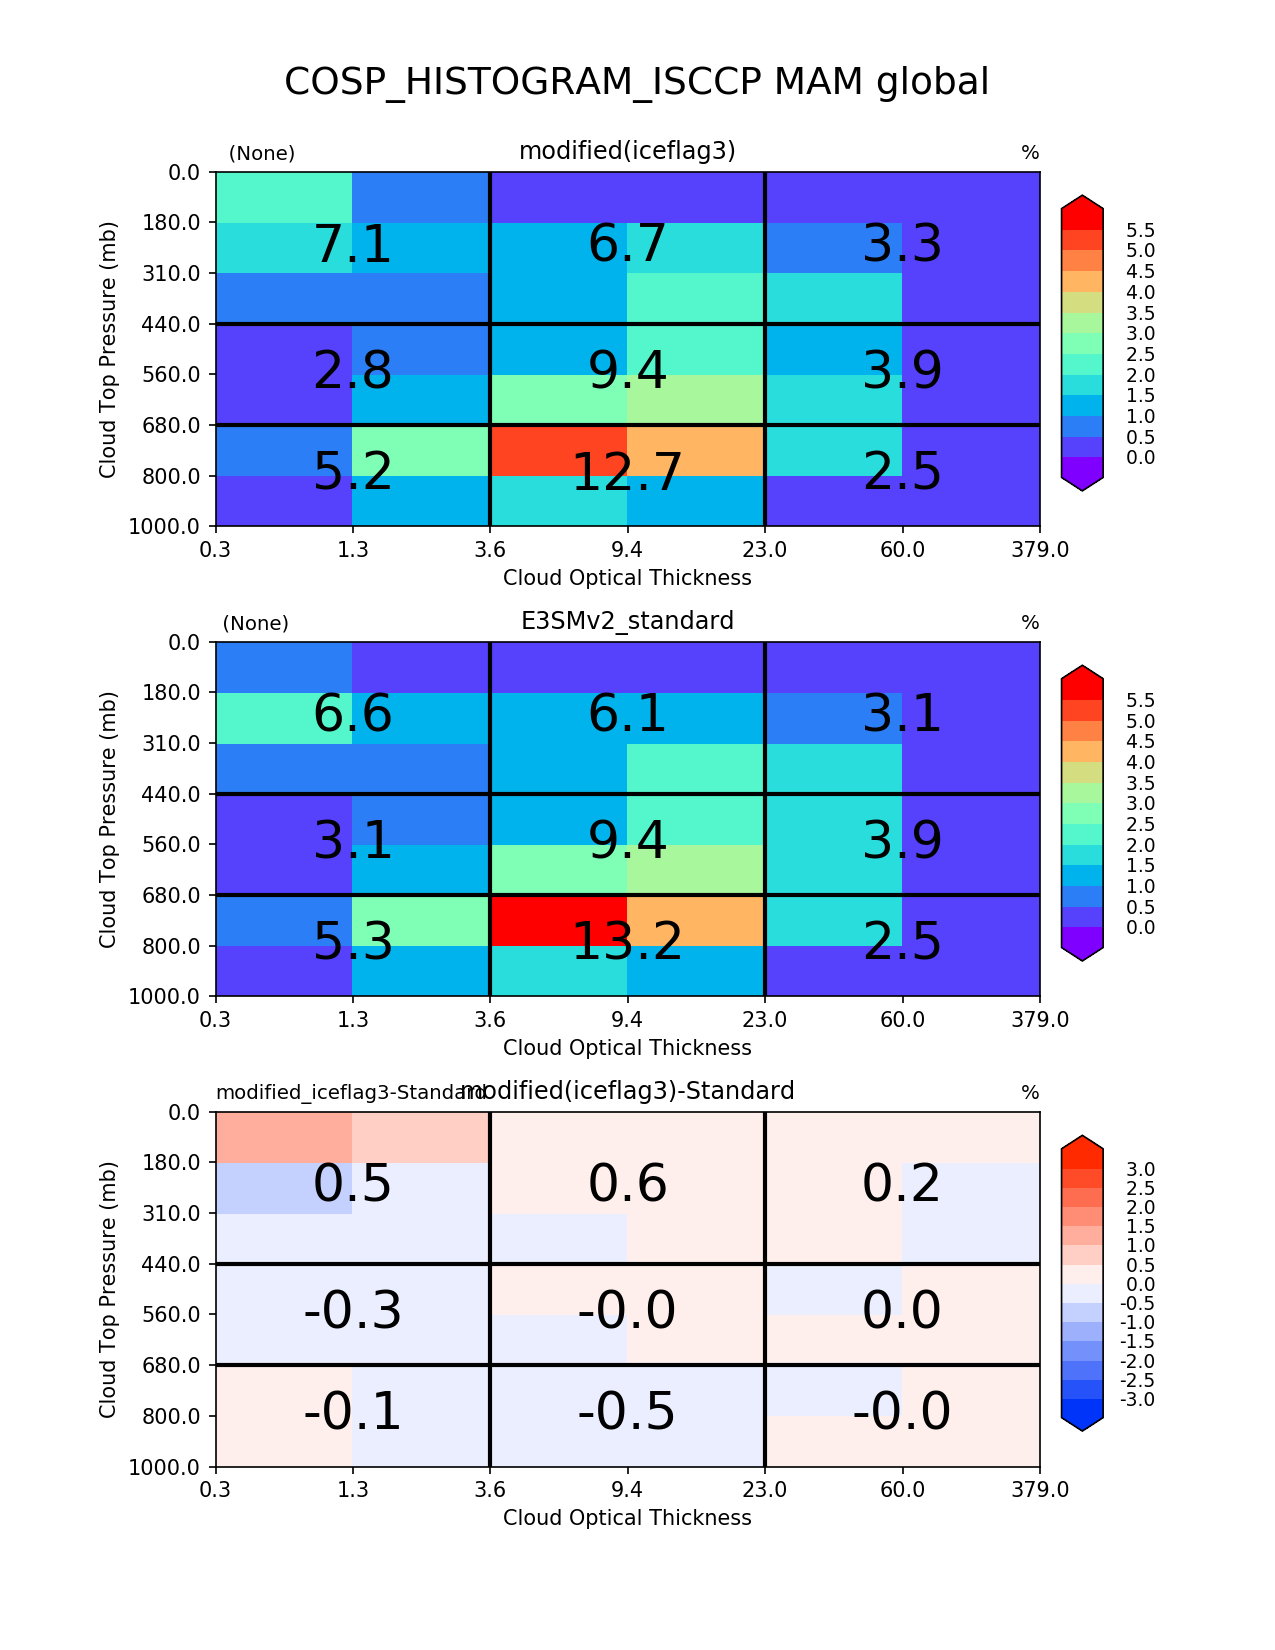 COSP_HISTOGRAM_ISCCP MAM global
(None) modified(iceflag3) %
0.0
180.0
310.0
440.0
560.0
680.0
800.0
1000.0
Cloud Top Pressure (mb)
7.1 6.7 3.3
2.8 9.4 3.9
5.2 12.7 2.5
5.5
5.0
4.5
4.0
3.5
3.0
2.5
2.0
1.5
1.0
0.5
0.0
0.3 1.3 3.6 9.4 23.0 60.0 379.0
Cloud Optical Thickness
(None) E3SMv2_standard %
0.0
180.0
310.0
440.0
560.0
680.0
800.0
1000.0
Cloud Top Pressure (mb)
6.6 6.1 3.1
3.1 9.4 3.9
5.3 13.2 2.5
5.5
5.0
4.5
4.0
3.5
3.0
2.5
2.0
1.5
1.0
0.5
0.0
0.3 1.3 3.6 9.4 23.0 60.0 379.0
Cloud Optical Thickness
modified_iceflag3-Standard modified(iceflag3)-Standard %
0.0
180.0
310.0
440.0
560.0
680.0
800.0
1000.0
Cloud Top Pressure (mb)
0.5 0.6 0.2
-0.3 -0.0 0.0
-0.1 -0.5 -0.0
3.0
2.5
2.0
1.5
1.0
0.5
0.0
-0.5
-1.0
-1.5
-2.0
-2.5
-3.0
0.3 1.3 3.6 9.4 23.0 60.0 379.0
Cloud Optical Thickness